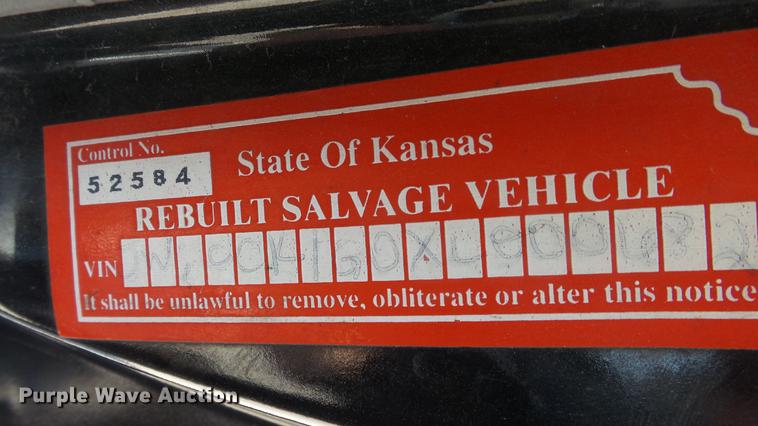 Control No.
52584
State Of Kansas
REBUILT SALVAGE VEHICLE
VIN
It shall be unlawful to remove, obliterate or alter this notice
Purple Wave Auction